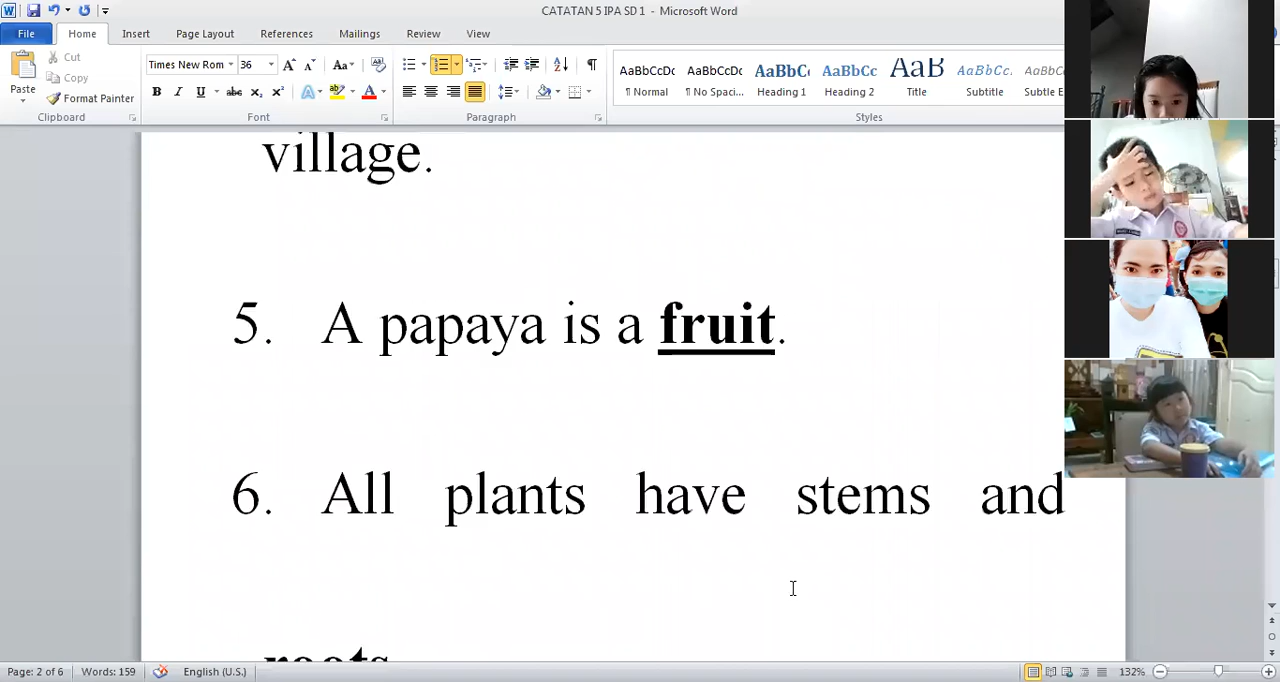 CATATAN 5 IPA SD 1 - Microsoft Word
File Home Insert Page Layout References Mailings Review View
Cut
Copy
Paste
Format Painter
Times New Rom 36
AaBbCcDc AaBbCcDc AaBbC AaBbCc AaB AaBbCc. AaBbCc
¶ Normal ¶ No Spaci... Heading 1 Heading 2 Title Subtitle Subtle E
Clipboard Font Paragraph Styles
village.
5. A papaya is a fruit.
6. All plants have stems and
roots
Page: 2 of 6 Words: 159 English (U.S.) 132%